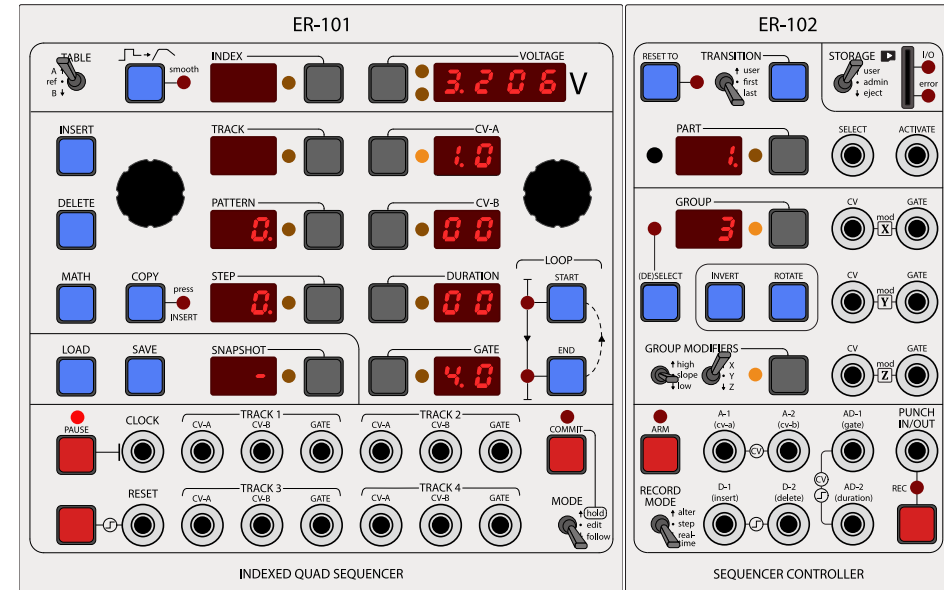 ER-101
TABLE
A ↑
ref •
B ↓
smooth
INDEX
VOLTAGE
3.206 V
INSERT
TRACK
CV-A
1.0
DELETE
PATTERN
0.
CV-B
00
MATH
COPY
press
INSERT
STEP
0.
DURATION
00
LOOP
START
LOAD
SAVE
SNAPSHOT
-
GATE
4.0
END
PAUSE
CLOCK
TRACK 1
CV-A CV-B GATE
TRACK 2
CV-A CV-B GATE
COMMIT
RESET
TRACK 3
CV-A CV-B GATE
TRACK 4
CV-A CV-B GATE
MODE
↑ hold
• edit
↓ follow
INDEXED QUAD SEQUENCER
ER-102
RESET TO
TRANSITION
↑ user
• first
↓ last
STORAGE
↑ user
• admin
↓ eject
I/O
error
PART
1.
SELECT
ACTIVATE
GROUP
3
CV
mod
X
GATE
(DE)SELECT
INVERT
ROTATE
CV
mod
Y
GATE
GROUP MODIFIERS
↑ high
• slope
↓ low
↑ X
• Y
↓ Z
CV
mod
Z
GATE
ARM
A-1
(cv-a)
CV
A-2
(cv-b)
AD-1
(gate)
PUNCH
IN/OUT
CV
RECORD
MODE
↑ alter
• step
↓ real-
time
D-1
(insert)
D-2
(delete)
AD-2
(duration)
REC
SEQUENCER CONTROLLER